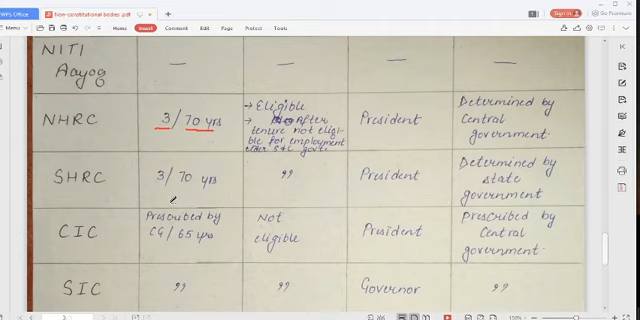 WPS Office
Non-constitutional bodies .pdf
Sign in
Menu
Home
Insert
Comment
Edit
Page
Protect
Tools
NITI
Aayog
—
—
—
—
NHRC
3 / 70 yrs
→ Eligible
→ After
tenure not eligi-
ble for employment
under S&C govt.
President
Determined by
Central
government.
SHRC
3 / 70 yrs
"
President
Determined by
state
government
CIC
Prescribed by
CG / 65 yrs
Not
eligible
President
Prescribed by
Central
government.
SIC
"
"
Governor
"